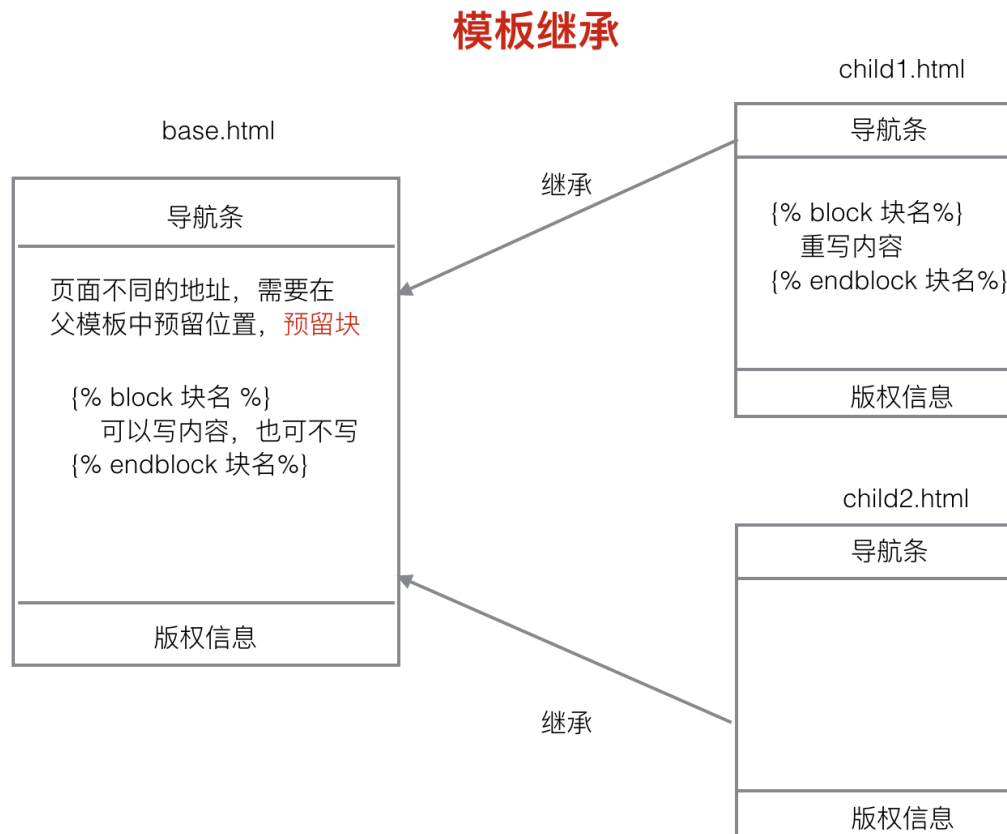 模板继承
base.html
导航条
页面不同的地址，需要在
父模板中预留位置，预留块
{% block 块名 %}
可以写内容，也可不写
{% endblock 块名%}
版权信息
继承
child1.html
导航条
{% block 块名%}
重写内容
{% endblock 块名%}
版权信息
继承
child2.html
导航条
版权信息